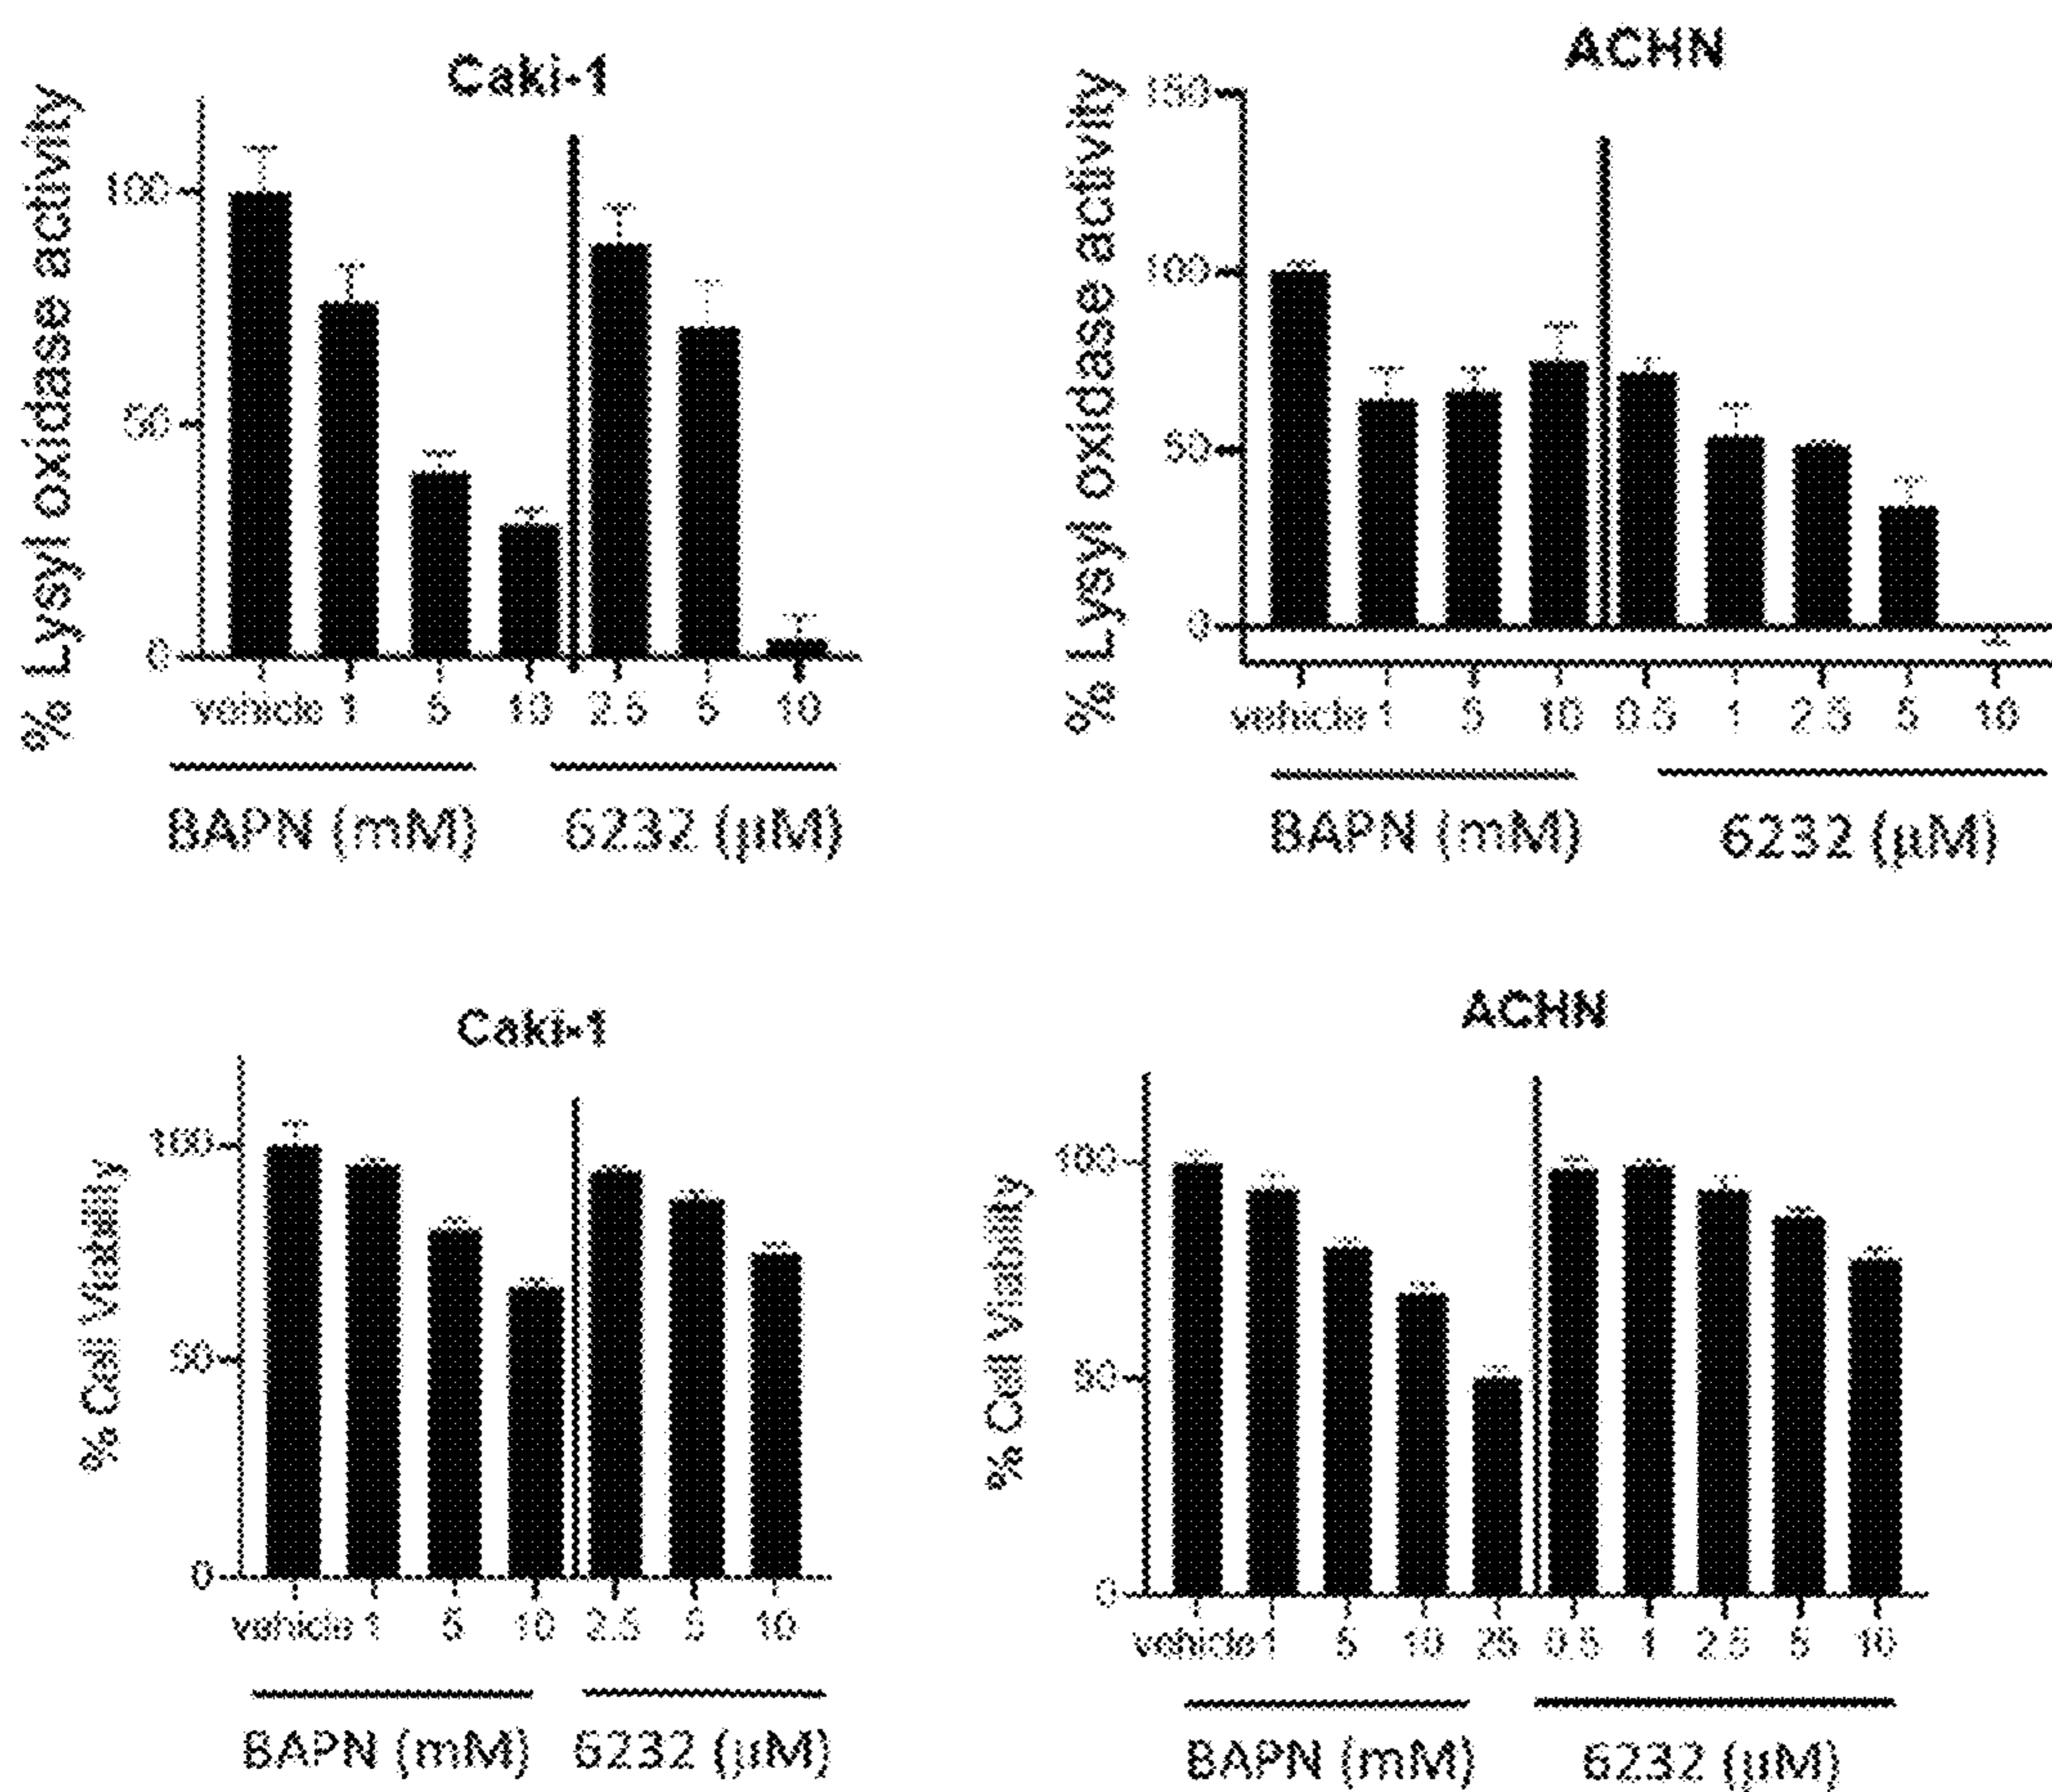 Caki-1
% Lysyl oxidase activity
100
50
0
vehicle 1 5 10 2.5 5 10
BAPN (mM) 6232 (µM)
ACHN
% Lysyl oxidase activity
150
100
50
0
vehicle 1 5 10 0.5 1 2.5 5 10
BAPN (mM) 6232 (µM)
Caki-1
% Cell Viability
100
50
0
vehicle 1 5 10 2.5 5 10
BAPN (mM) 6232 (µM)
ACHN
% Cell Viability
100
50
0
vehicle 1 5 10 25 0.5 1 2.5 5 10
BAPN (mM) 6232 (µM)